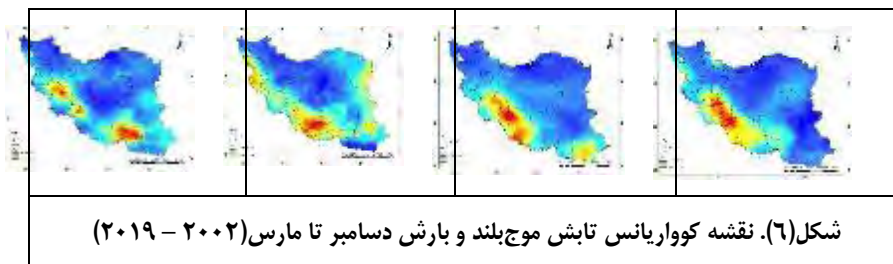 شکل(٦). نقشه کوواریانس تابش موج‌بلند و بارش دسامبر تا مارس(۲۰۰۲ – ۲۰۱۹)